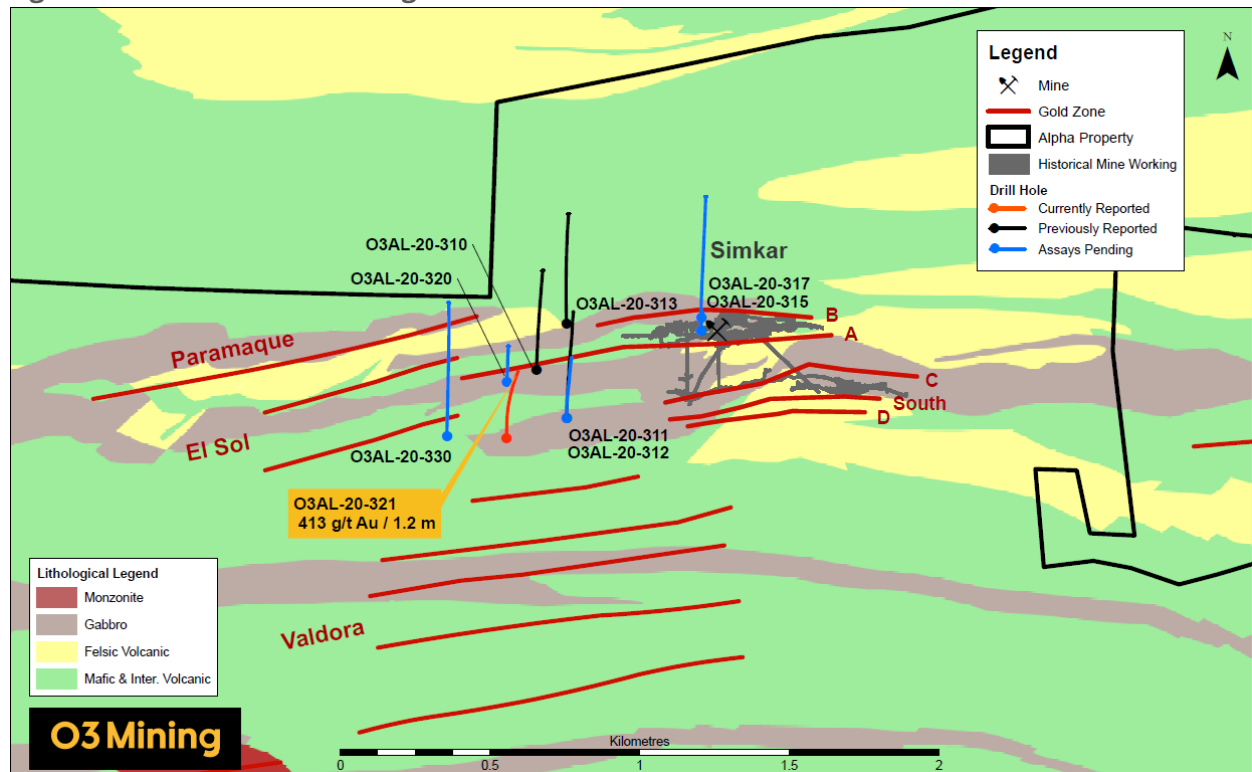 Legend
Mine
Gold Zone
Alpha Property
Historical Mine Working
Drill Hole
Currently Reported
Previously Reported
Assays Pending
N
O3AL-20-310
O3AL-20-320
O3AL-20-313
Simkar
O3AL-20-317
O3AL-20-315
B
A
C
South
D
Paramaque
El Sol
O3AL-20-330
O3AL-20-311
O3AL-20-312
O3AL-20-321
413 g/t Au / 1.2 m
Valdora
Lithological Legend
Monzonite
Gabbro
Felsic Volcanic
Mafic & Inter. Volcanic
O3 Mining
Kilometres
0 0.5 1 1.5 2